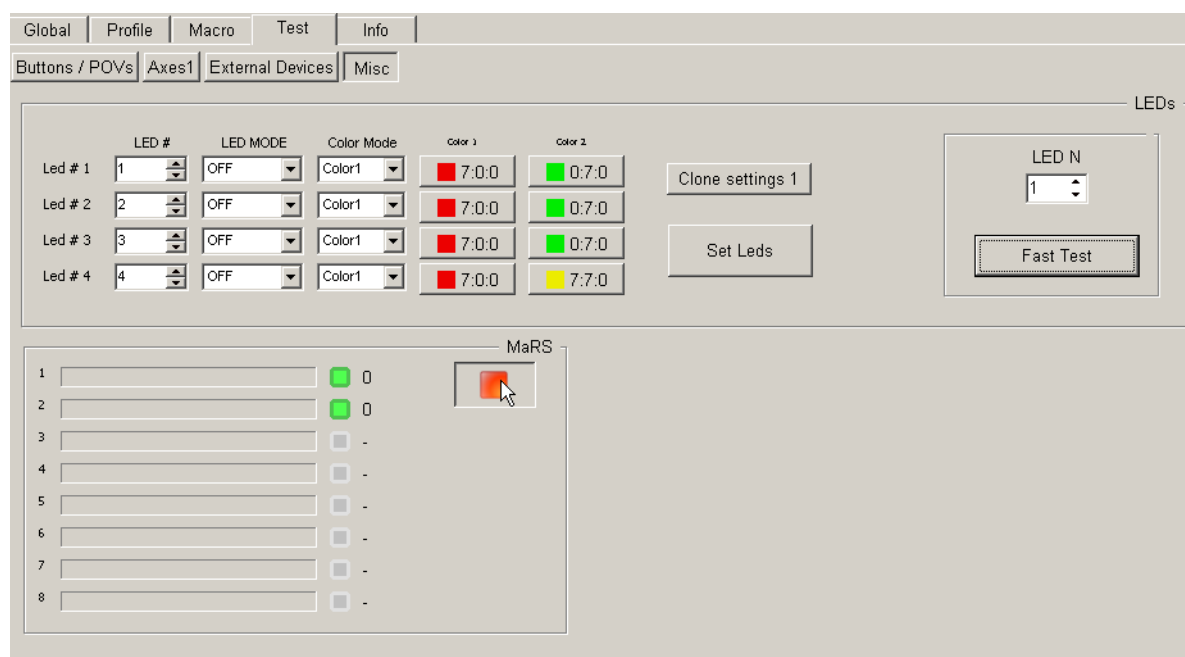 Global Profile Macro Test Info
Buttons / POVs Axes1 External Devices Misc
LEDs
LED # LED MODE Color Mode Color 1 Color 2
Led # 1 1 OFF Color1 7:0:0 0:7:0
Led # 2 2 OFF Color1 7:0:0 0:7:0
Led # 3 3 OFF Color1 7:0:0 0:7:0
Led # 4 4 OFF Color1 7:0:0 7:7:0
Clone settings 1
Set Leds
LED N
1
Fast Test
MaRS
1 0
2 0
3 -
4 -
5 -
6 -
7 -
8 -